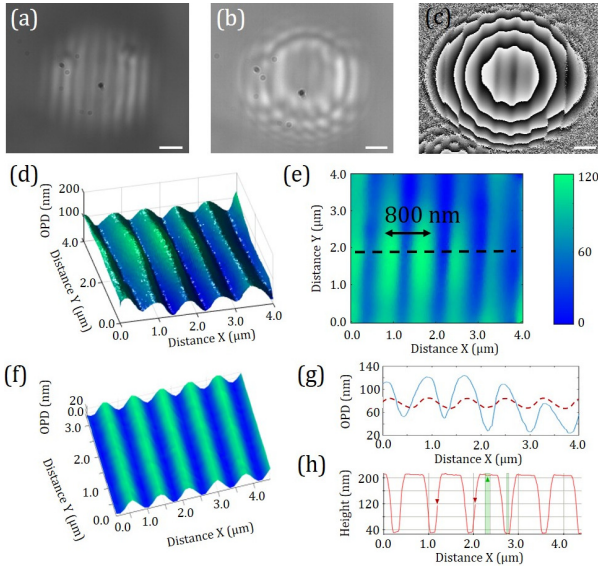 (a)
(b)
(c)
(d)
OPD (nm)
200
100
4.0
2.0
0.0
Distance Y (μm)
0.0
1.0
2.0
3.0
4.0
Distance X (μm)
(e)
4.0
3.0
2.0
1.0
0.0
Distance Y (μm)
800 nm
0.0
1.0
2.0
3.0
4.0
Distance X (μm)
120
60
0
(f)
OPD (nm)
20
0.0
3.0
2.0
1.0
0.0
Distance Y (μm)
0.0
1.0
2.0
3.0
4.0
Distance X (μm)
(g)
OPD (nm)
140
100
60
20
0.0
1.0
2.0
3.0
4.0
Distance X (μm)
(h)
Height (nm)
200
120
40
0.0
1.0
2.0
3.0
4.0
Distance X (μm)